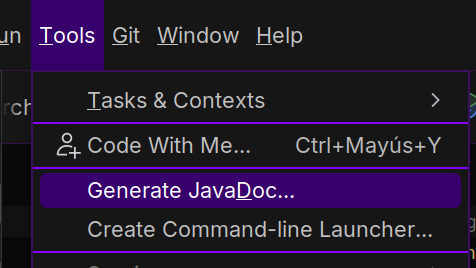 un Tools Git Window Help
rch
Tasks & Contexts
Code With Me... Ctrl+Mayús+Y
Generate JavaDoc...
Create Command-line Launcher...